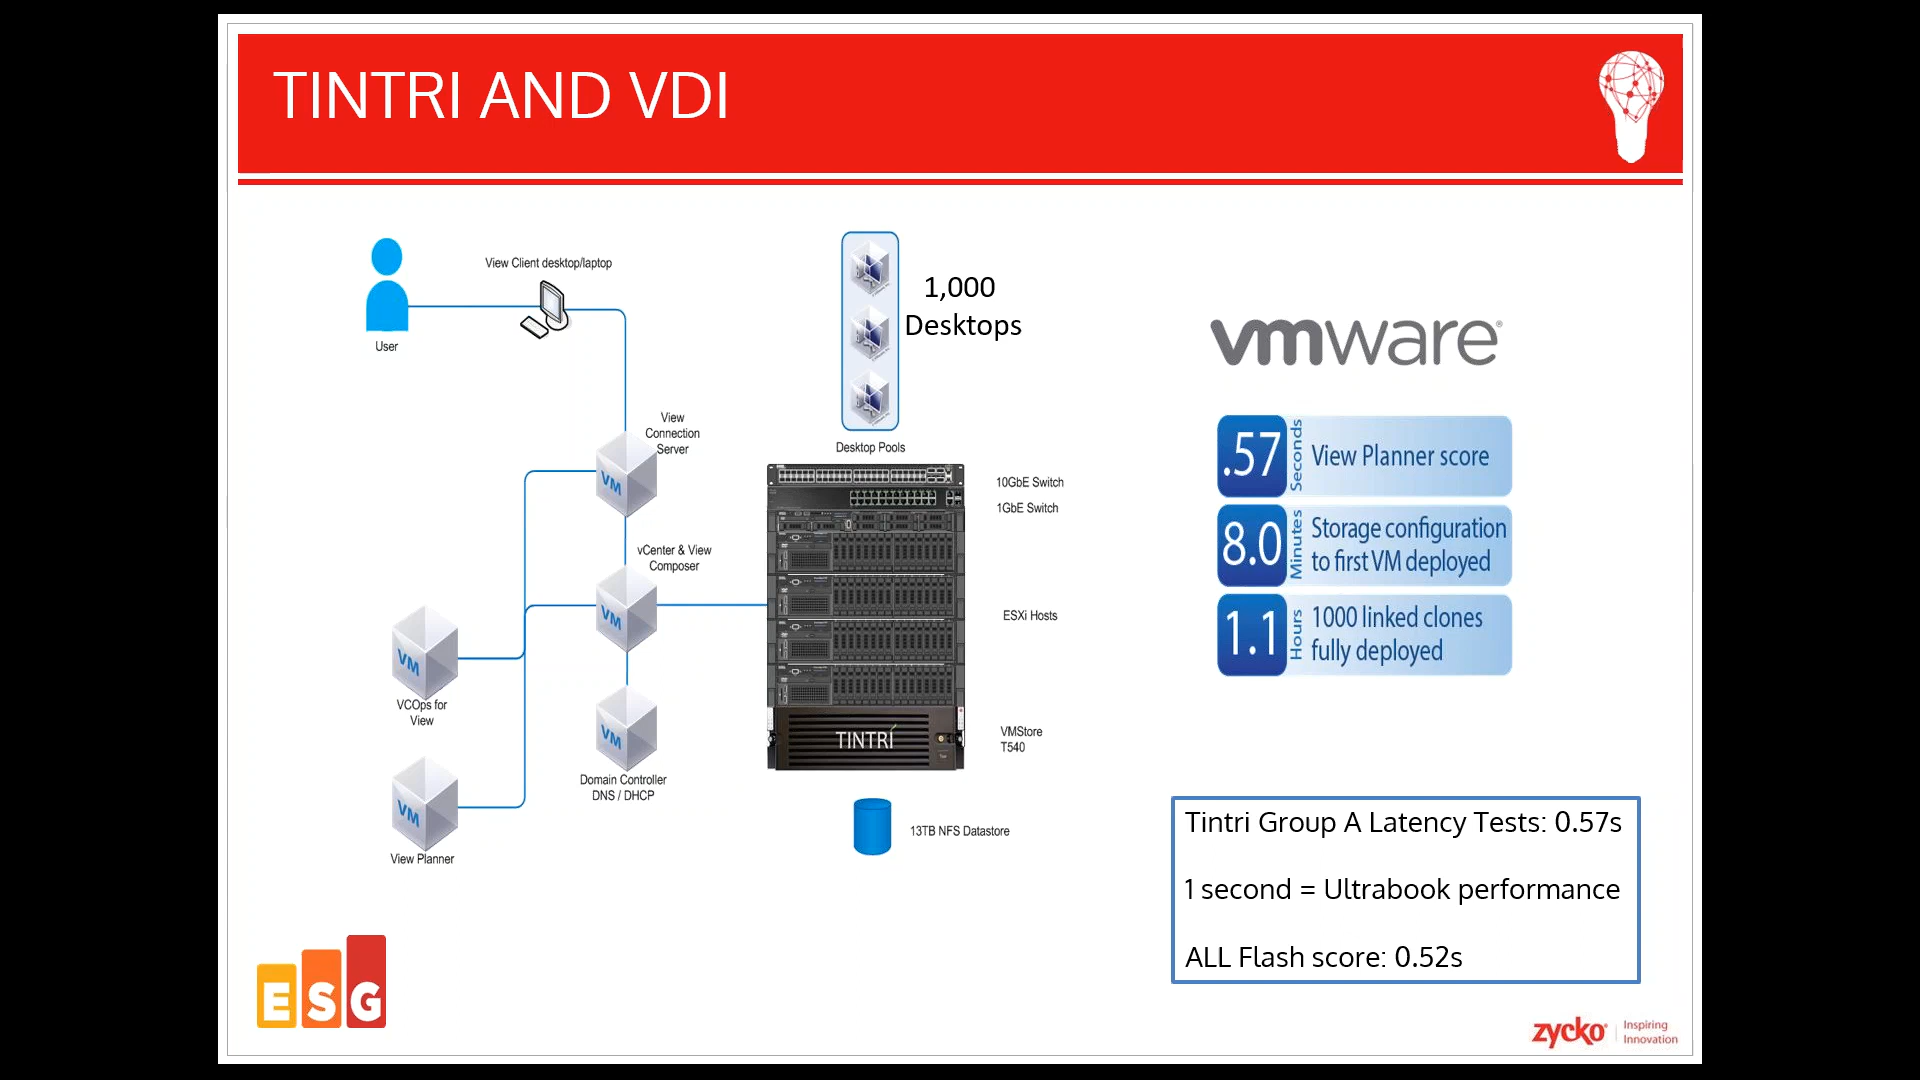 TINTRI AND VDI
View Client desktop/laptop
User
1,000
Desktops
Desktop Pools
View
Connection
Server
VM
vCenter & View
Composer
VM
VM
VCOps for
View
VM
Domain Controller
DNS / DHCP
VM
View Planner
10GbE Switch
1GbE Switch
ESXi Hosts
TINTRI
VMStore
T540
13TB NFS Datastore
vmware®
.57 Seconds View Planner score
8.0 Minutes Storage configuration
to first VM deployed
1.1 Hours 1000 linked clones
fully deployed
Tintri Group A Latency Tests: 0.57s
1 second = Ultrabook performance
ALL Flash score: 0.52s
ESG
zycko
Inspiring
Innovation